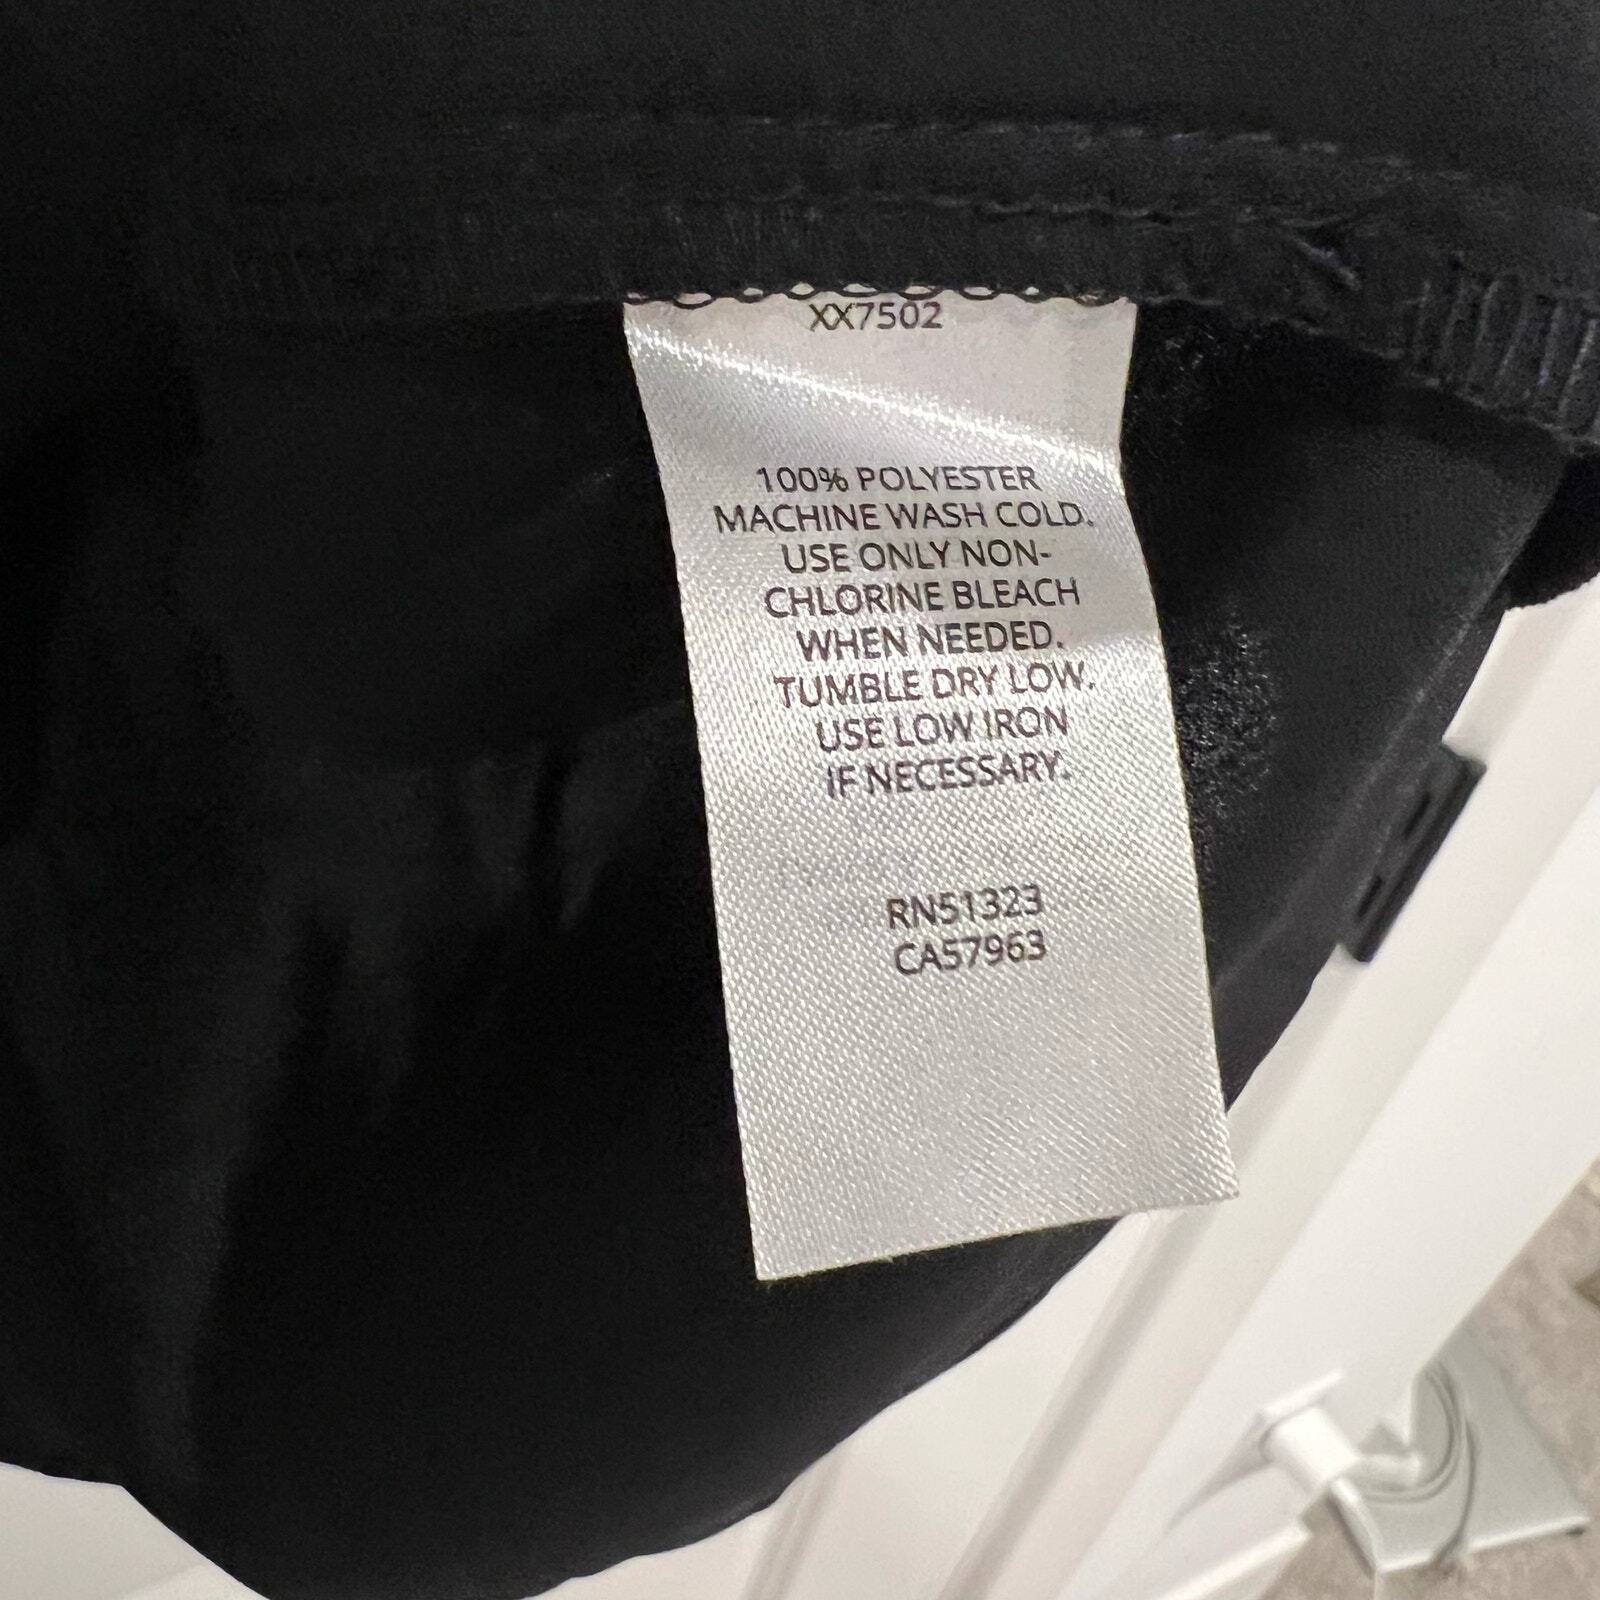 XX7502
100% POLYESTER
MACHINE WASH COLD.
USE ONLY NON-
CHLORINE BLEACH
WHEN NEEDED.
TUMBLE DRY LOW.
USE LOW IRON
IF NECESSARY.
RN51323
CA57963